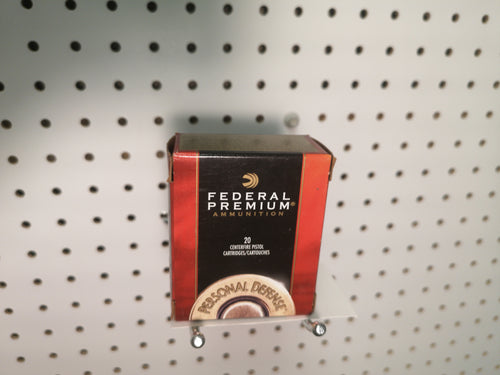 FEDERAL
PREMIUM®
AMMUNITION
20
CENTERFIRE PISTOL
CARTRIDGES/CARTOUCHES
PERSONAL DEFENSE